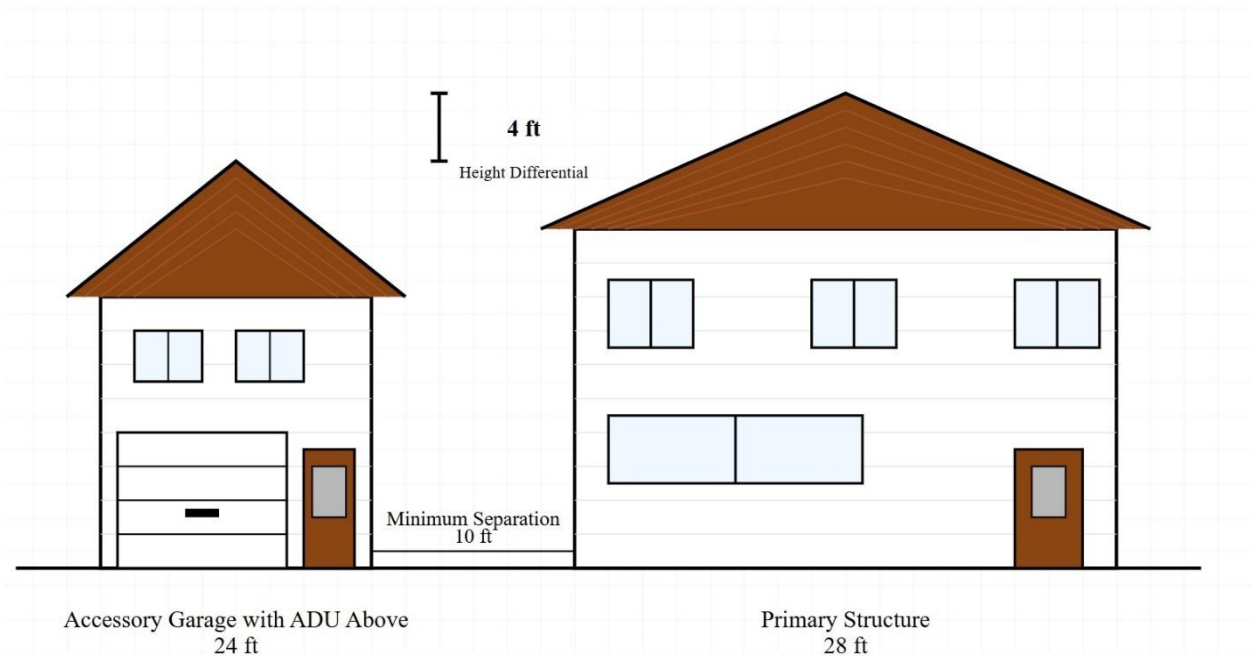 4 ft
Height Differential
Minimum Separation
10 ft
Accessory Garage with ADU Above
24 ft
Primary Structure
28 ft